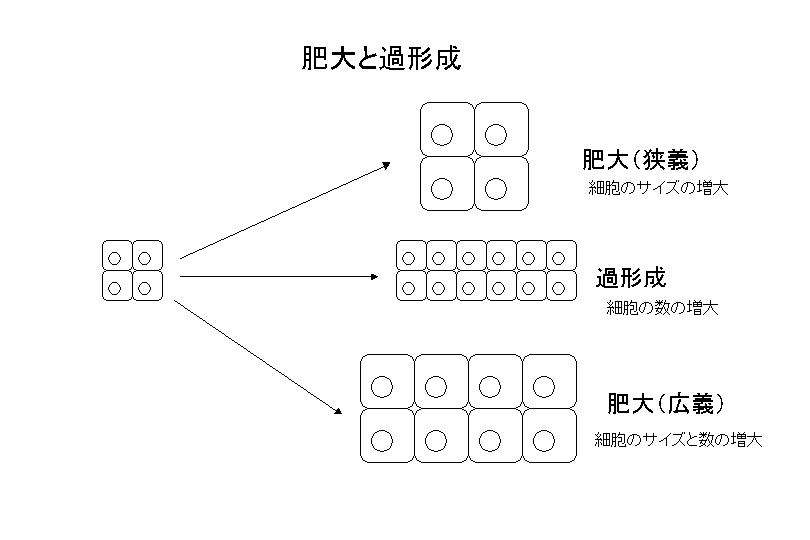 肥大と過形成
肥大（狭義）
細胞のサイズの増大
過形成
細胞の数の増大
肥大（広義）
細胞のサイズと数の増大